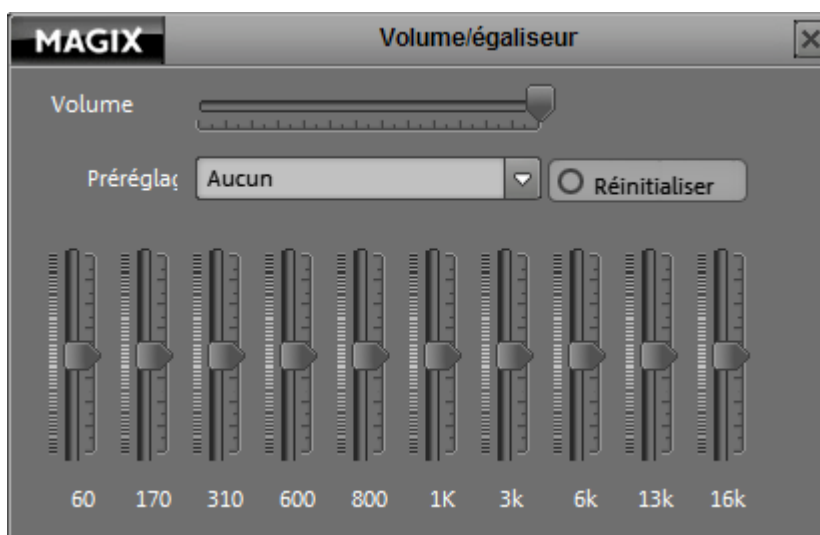 MAGIX Volume/égaliseur
Volume
Préréglag
Aucun
Réinitialiser
60 170 310 600 800 1K 3k 6k 13k 16k